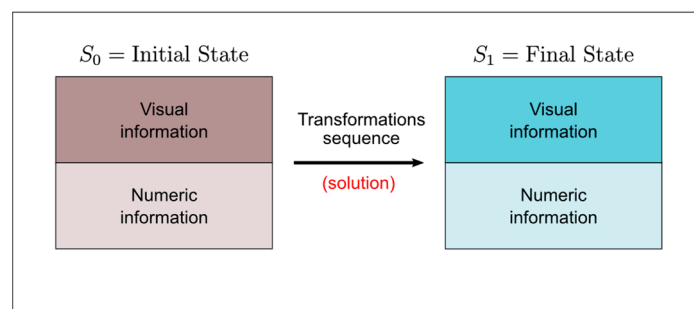 S₀ = Initial State
S₁ = Final State
Visual
information
Numeric
information
Transformations
sequence
(solution)
Visual
information
Numeric
information